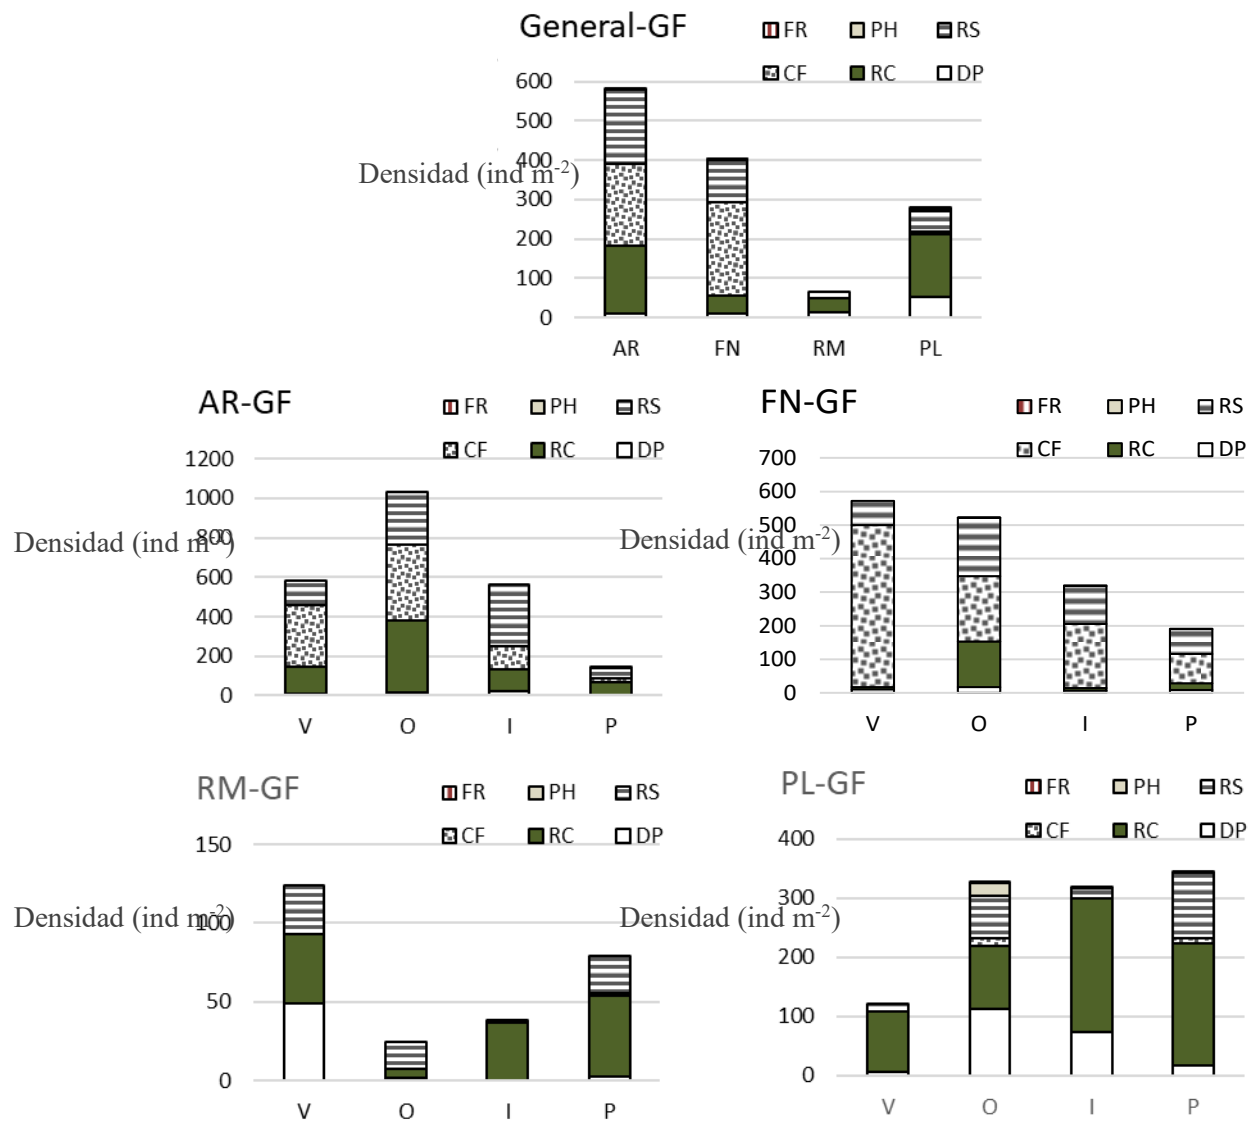 General-GF
FR PH RS
CF RC DP
600
500
400
300
200
100
0
Densidad (ind m-2)
AR FN RM PL
AR-GF
FR PH RS
CF RC DP
1200
1000
800
600
400
200
0
Densidad (ind m-2)
V O I P
FN-GF
FR PH RS
CF RC DP
700
600
500
400
300
200
100
0
Densidad (ind m-2)
V O I P
RM-GF
FR PH RS
CF RC DP
150
100
50
0
Densidad (ind m-2)
V O I P
PL-GF
FR PH RS
CF RC DP
400
300
200
100
0
Densidad (ind m-2)
V O I P